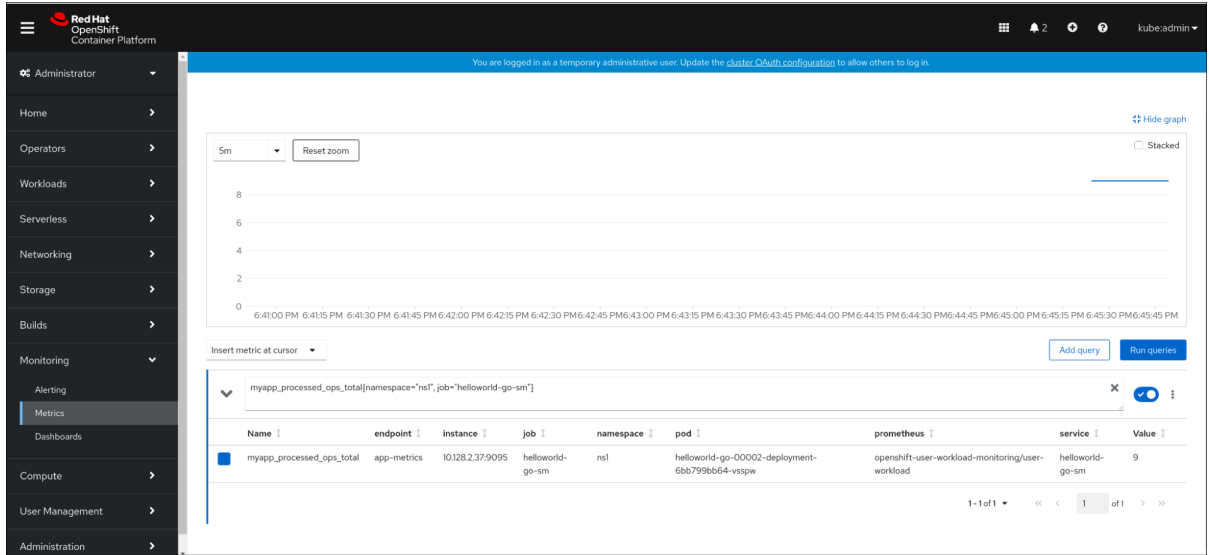 Red Hat
OpenShift
Container Platform
2
kube:admin
Administrator
You are logged in as a temporary administrative user. Update the cluster OAuth configuration to allow others to log in.
Home
Operators
Workloads
Serverless
Networking
Storage
Builds
Monitoring
Alerting
Metrics
Dashboards
Compute
User Management
Administration
Hide graph
5m
Reset zoom
Stacked
8
6
4
2
0
6:41:00 PM 6:41:15 PM 6:41:30 PM 6:41:45 PM 6:42:00 PM 6:42:15 PM 6:42:30 PM 6:42:45 PM 6:43:00 PM 6:43:15 PM 6:43:30 PM 6:43:45 PM 6:44:00 PM 6:44:15 PM 6:44:30 PM 6:44:45 PM 6:45:00 PM 6:45:15 PM 6:45:30 PM 6:45:45 PM
Insert metric at cursor
Add query
Run queries
myapp_processed_ops_total{namespace="ns1", job="helloworld-go-sm"}
Name endpoint instance job namespace pod prometheus service Value
myapp_processed_ops_total app-metrics 10.128.2.37:9095 helloworld- ns1 helloworld-go-00002-deployment- openshift-user-workload-monitoring/user- helloworld- 9
go-sm 6bb799bb64-vsspw workload go-sm
1 - 1 of 1
1 of 1